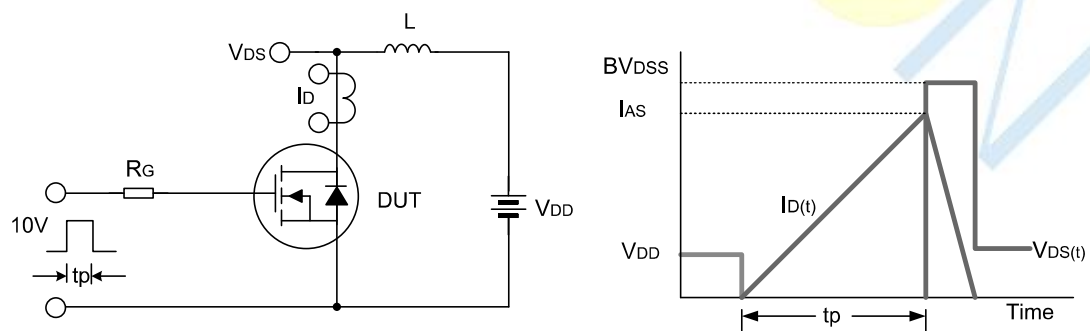 VDS
L
ID
RG
DUT
VDD
10V
tp
BVDSS
IAS
ID(t)
VDD
VDS(t)
tp
Time